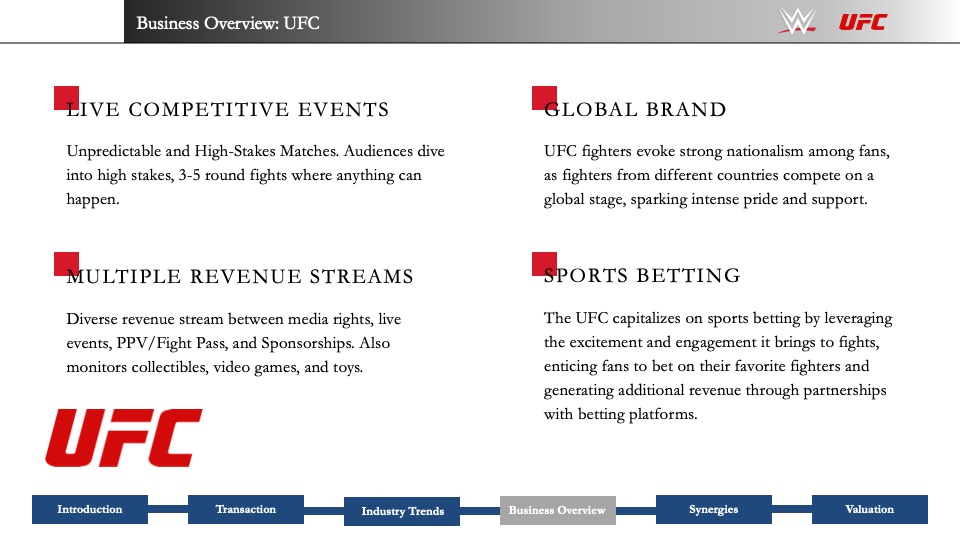 Business Overview: UFC
W
UFC
LIVE COMPETITIVE EVENTS
Unpredictable and High-Stakes Matches. Audiences dive
into high stakes, 3-5 round fights where anything can
happen.
GLOBAL BRAND
UFC fighters evoke strong nationalism among fans,
as fighters from different countries compete on a
global stage, sparking intense pride and support.
MULTIPLE REVENUE STREAMS
Diverse revenue stream between media rights, live
events, PPV/Fight Pass, and Sponsorships. Also
monitors collectibles, video games, and toys.
SPORTS BETTING
The UFC capitalizes on sports betting by leveraging
the excitement and engagement it brings to fights,
enticing fans to bet on their favorite fighters and
generating additional revenue through partnerships
with betting platforms.
UFC
Introduction
Transaction
Industry Trends
Business Overview
Synergies
Valuation